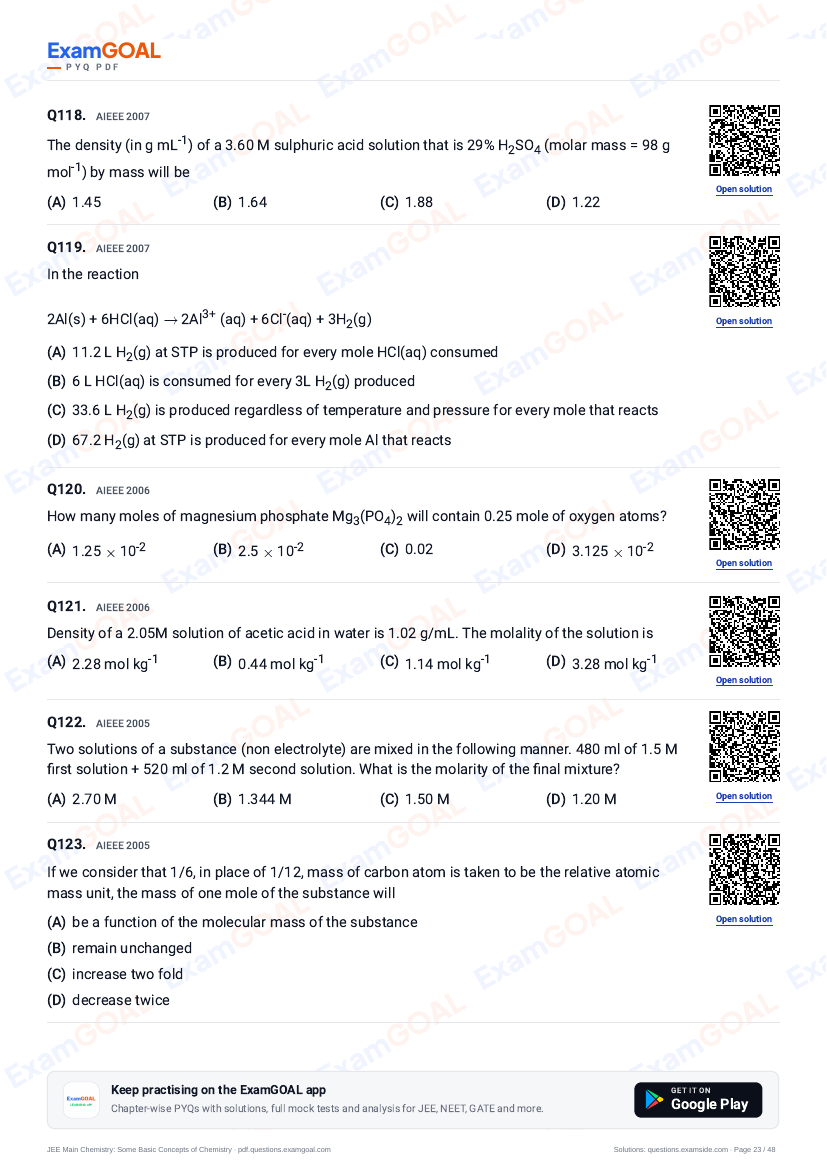 ExamGOAL
PYQ PDF
Q118. AIEEE 2007
The density (in g mL⁻¹) of a 3.60 M sulphuric acid solution that is 29% H₂SO₄ (molar mass = 98 g
mol⁻¹) by mass will be
(A) 1.45 (B) 1.64 (C) 1.88 (D) 1.22
Open solution
Q119. AIEEE 2007
In the reaction
2Al(s) + 6HCl(aq) → 2Al³⁺ (aq) + 6Cl⁻(aq) + 3H₂(g)
Open solution
(A) 11.2 L H₂(g) at STP is produced for every mole HCl(aq) consumed
(B) 6 L HCl(aq) is consumed for every 3L H₂(g) produced
(C) 33.6 L H₂(g) is produced regardless of temperature and pressure for every mole that reacts
(D) 67.2 H₂(g) at STP is produced for every mole Al that reacts
Q120. AIEEE 2006
How many moles of magnesium phosphate Mg₃(PO₄)₂ will contain 0.25 mole of oxygen atoms?
(A) 1.25 × 10⁻² (B) 2.5 × 10⁻² (C) 0.02 (D) 3.125 × 10⁻²
Open solution
Q121. AIEEE 2006
Density of a 2.05M solution of acetic acid in water is 1.02 g/mL. The molality of the solution is
(A) 2.28 mol kg⁻¹ (B) 0.44 mol kg⁻¹ (C) 1.14 mol kg⁻¹ (D) 3.28 mol kg⁻¹
Open solution
Q122. AIEEE 2005
Two solutions of a substance (non electrolyte) are mixed in the following manner. 480 ml of 1.5 M
first solution + 520 ml of 1.2 M second solution. What is the molarity of the final mixture?
(A) 2.70 M (B) 1.344 M (C) 1.50 M (D) 1.20 M
Open solution
Q123. AIEEE 2005
If we consider that 1/6, in place of 1/12, mass of carbon atom is taken to be the relative atomic
mass unit, the mass of one mole of the substance will
(A) be a function of the molecular mass of the substance
Open solution
(B) remain unchanged
(C) increase two fold
(D) decrease twice
Keep practising on the ExamGOAL app
Chapter-wise PYQs with solutions, full mock tests and analysis for JEE, NEET, GATE and more.
GET IT ON
Google Play
JEE Main Chemistry: Some Basic Concepts of Chemistry · pdf.questions.examgoal.com
Solutions: questions.examside.com · Page 23 / 48